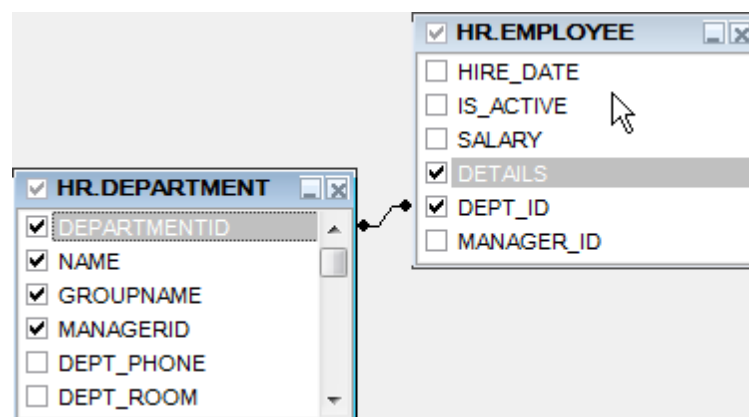 HR.EMPLOYEE
HIRE_DATE
IS_ACTIVE
SALARY
DETAILS
DEPT_ID
MANAGER_ID
HR.DEPARTMENT
DEPARTMENTID
NAME
GROUPNAME
MANAGERID
DEPT_PHONE
DEPT_ROOM